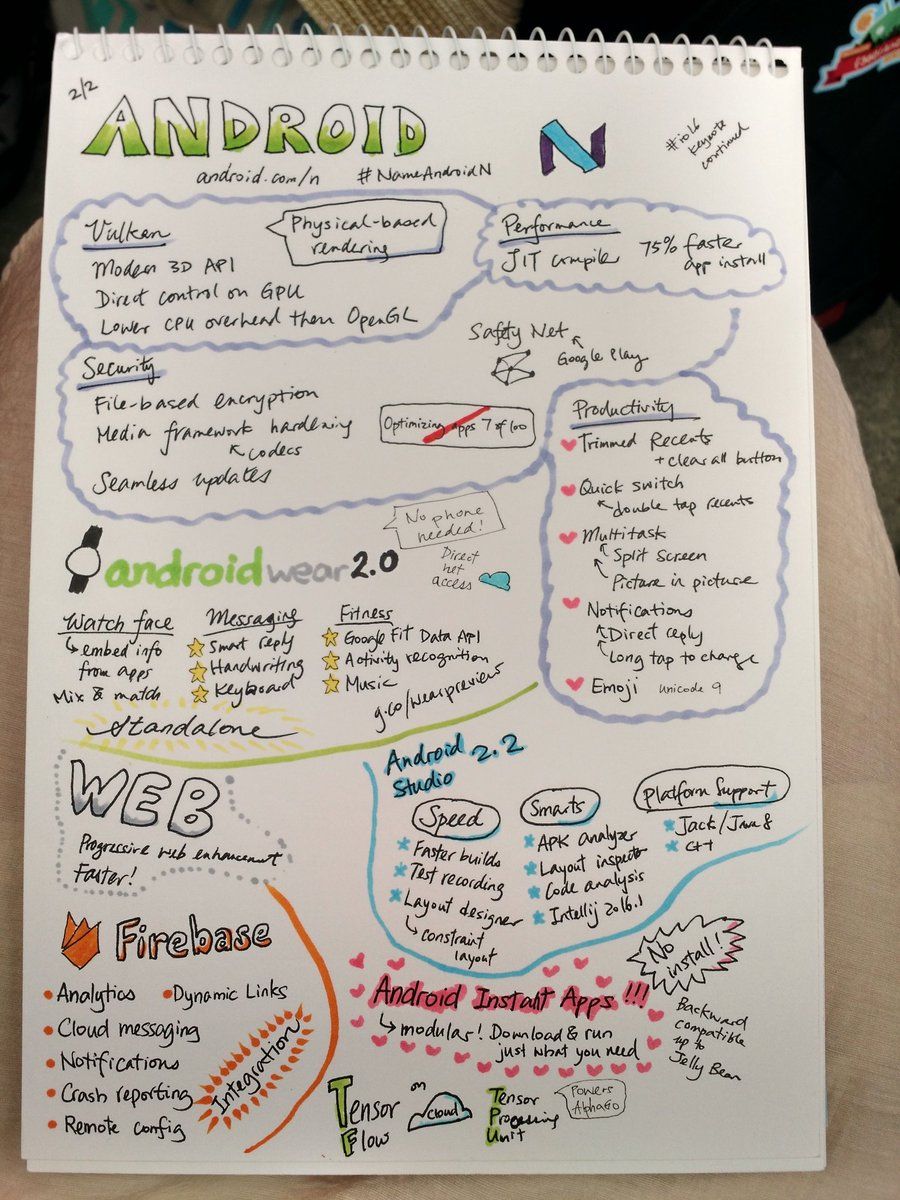 2/2
ANDROID
N
#io16
keynote
continued
android.com/n #NameAndroidN
Vulkan
Physical-based
rendering
Modern 3D API
Direct control on GPU
Lower CPU overhead then OpenGL
Performance
JIT compiler
75% faster
app install
Safety Net
Google Play
Security
File-based encryption
Media framework hardening
codecs
Seamless updates
Optimizing apps 7 of 100
Productivity
Trimmed Recents
+ clear all button
Quick switch
double tap recents
Multitask
Split screen
Picture in picture
Notifications
Direct reply
Long tap to change
Emoji unicode 9
androidwear2.0
No phone
needed!
Direct
net
access
Watch face
embed info
from apps
Mix & match
Messaging
Smart reply
Handwriting
Keyboard
Fitness
Google Fit Data API
Activity recognition
Music
g.co/wearpreview
Standalone
WEB
Progressive web enhancement
Faster!
Android
Studio 2.2
Speed
Faster builds
Test recording
Layout designer
constraint
layout
Smarts
APK analyzer
Layout inspector
Code analysis
Intellij 2016.1
Platform Support
Jack/Java 8
C++
Firebase
Analytics
Dynamic Links
Cloud messaging
Notifications
Crash reporting
Remote config
Integration
Android Instant Apps!!!
modular! Download & run
just what you need
No
install!
Backward
compatible
up to
Jelly Bean
Tensor
Flow
on
cloud
Tensor
Processing
Unit
Powers
AlphaGo